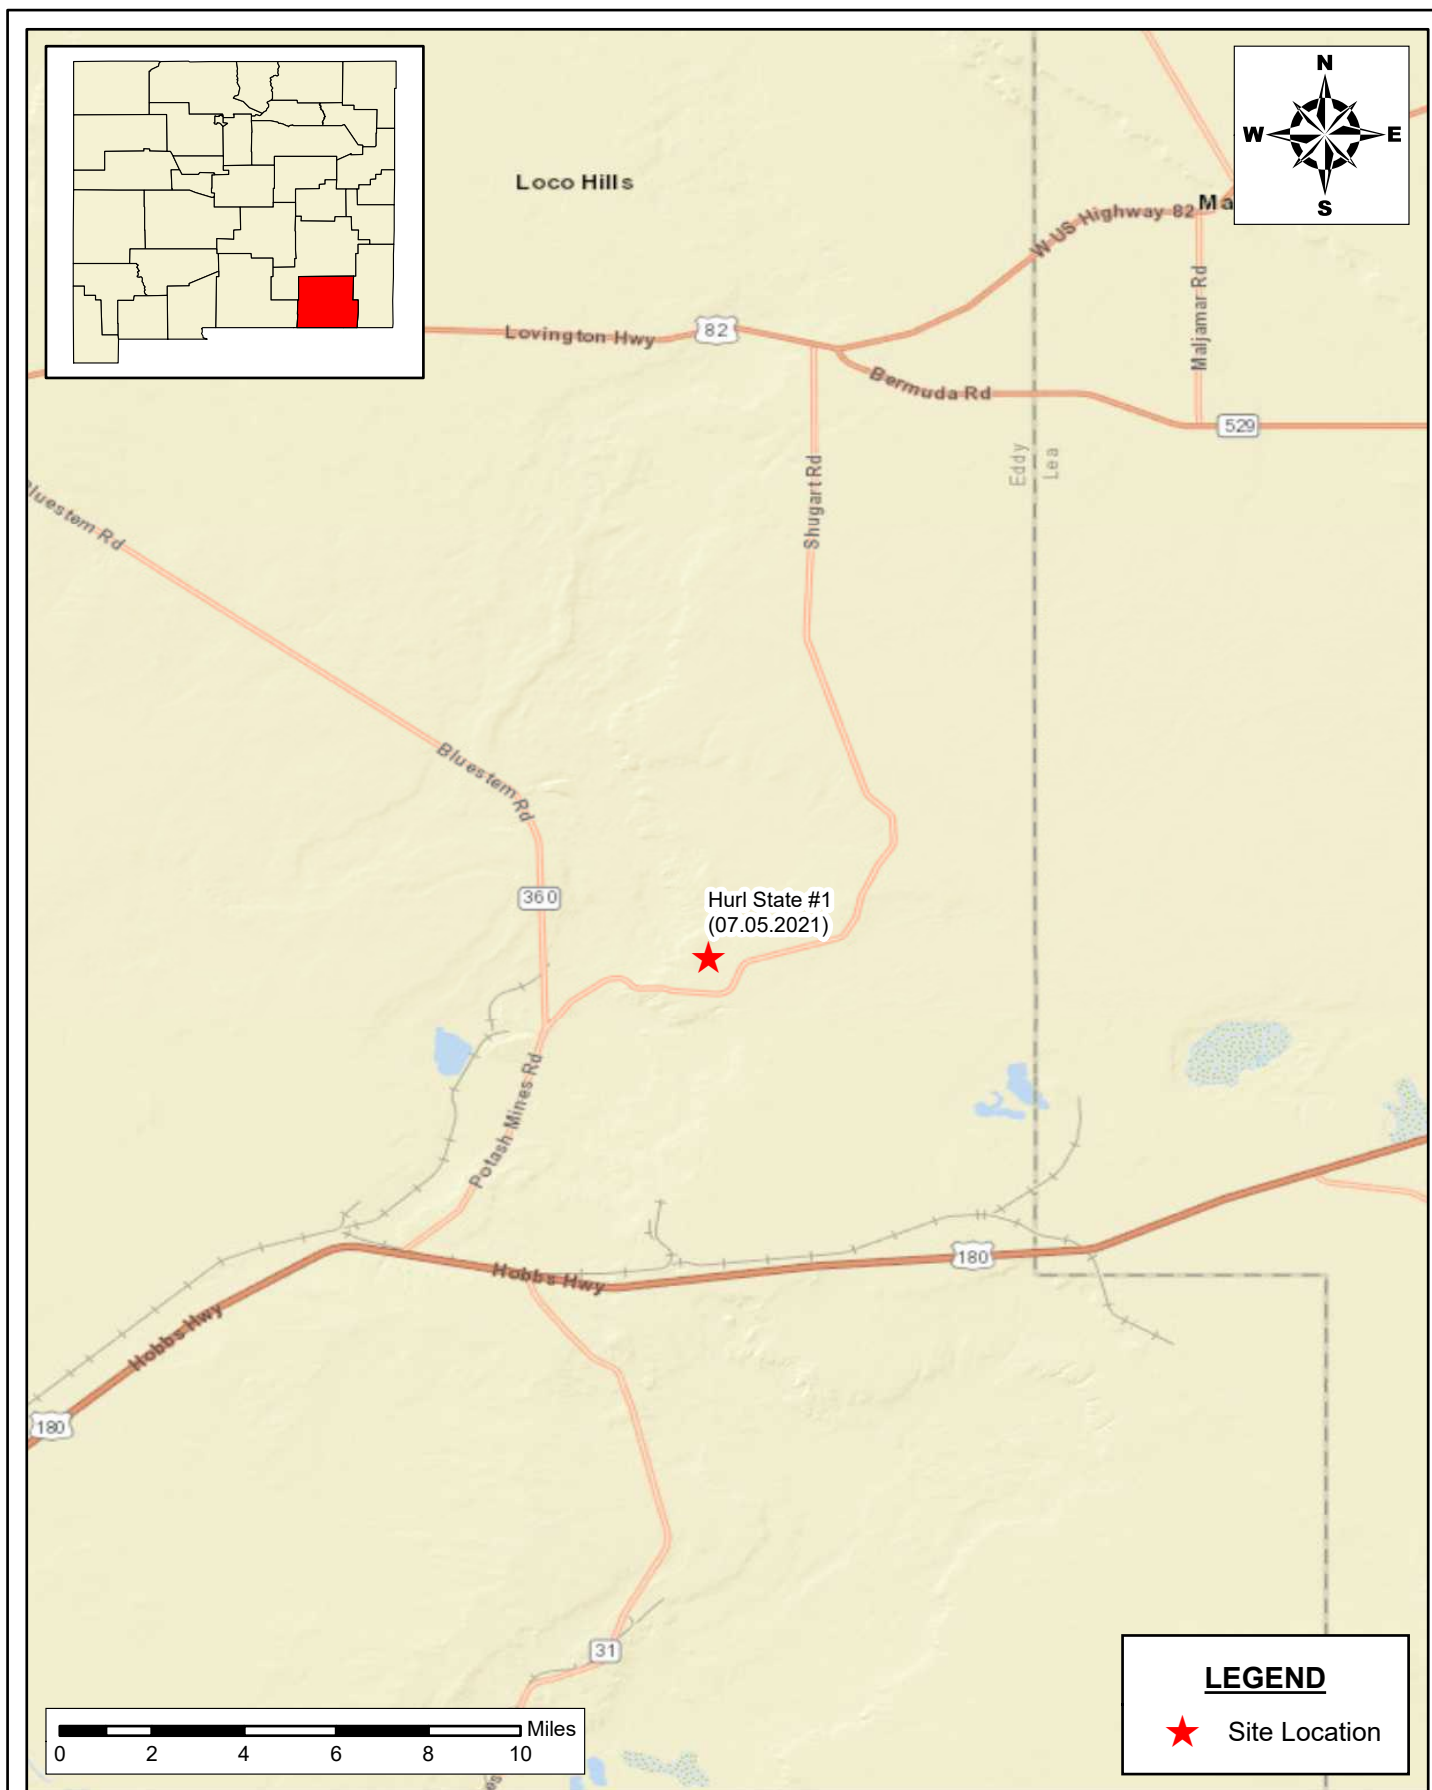 N
W
E
S
Loco Hills
Ma
W US Highway 82
Maljamar Rd
Lovington Hwy
82
Bermuda Rd
529
Eddy
Lea
Shugart Rd
Bluestem Rd
Bluestem Rd
360
Hurl State #1
(07.05.2021)
Potash Mines Rd
180
Hobbs Hwy
Hobbs Hwy
180
31
LEGEND
Site Location
Miles
0 2 4 6 8 10